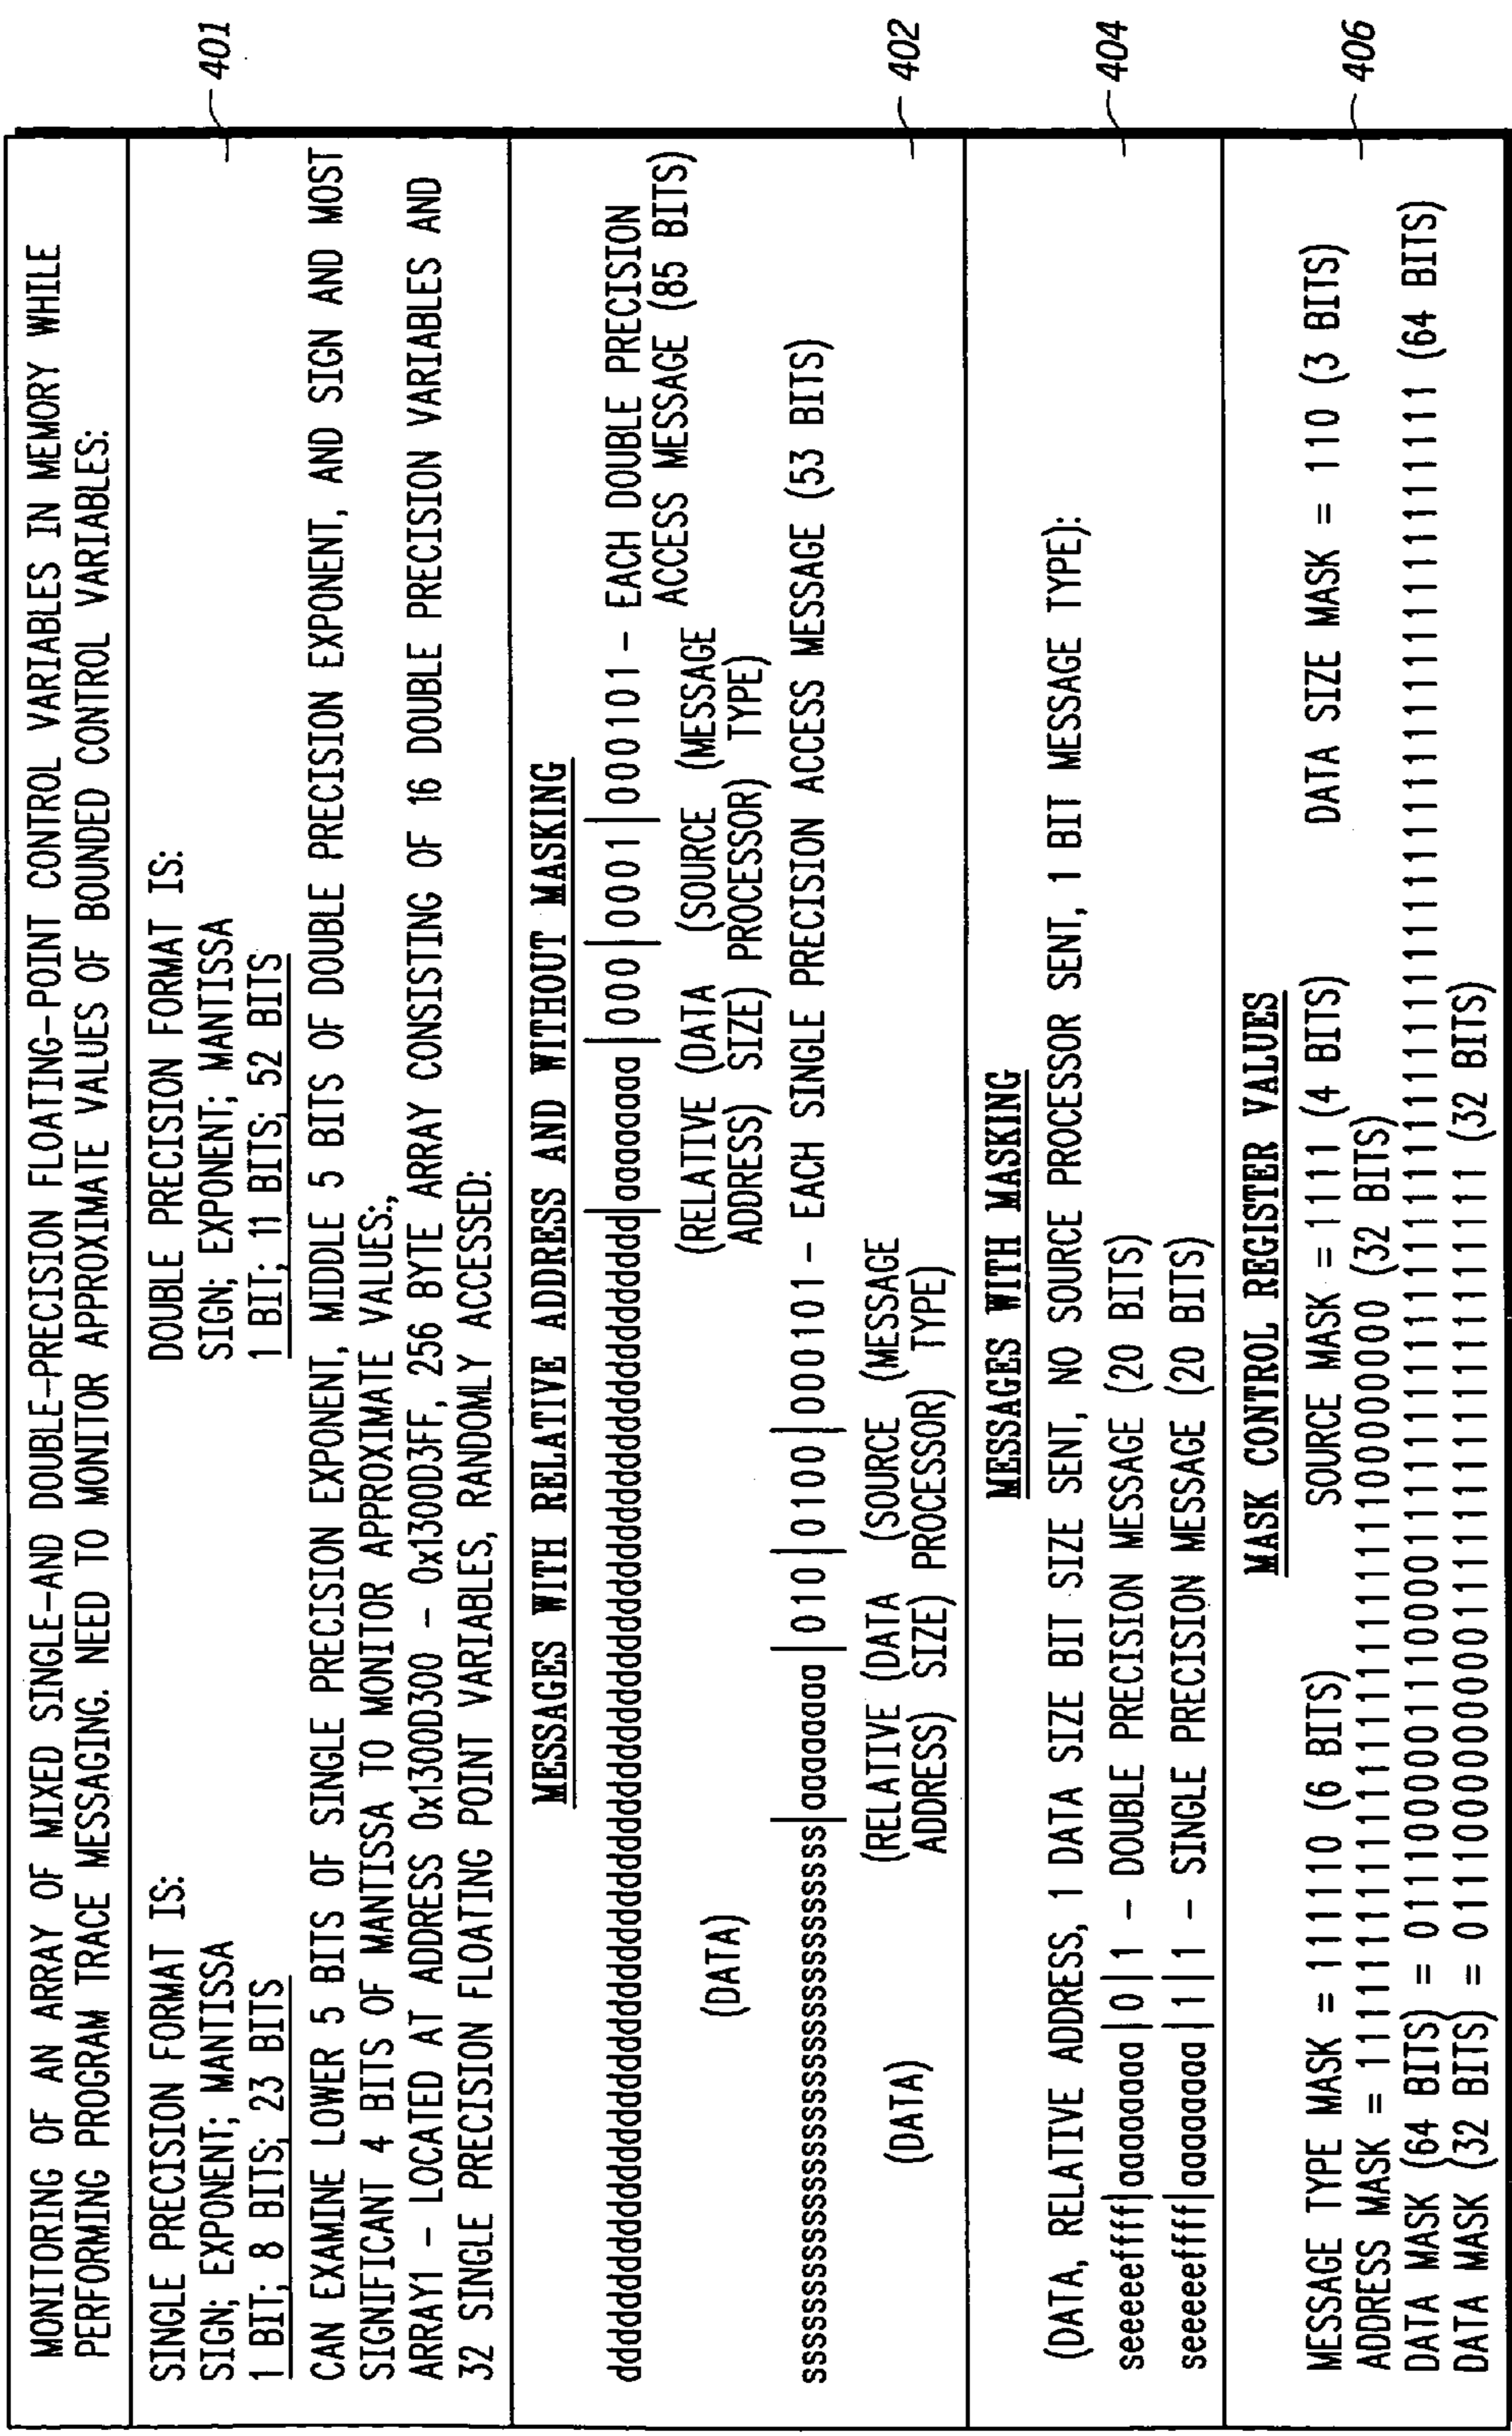 MONITORING OF AN ARRAY OF MIXED SINGLE-AND DOUBLE-PRECISION FLOATING-POINT CONTROL VARIABLES IN MEMORY WHILE
PERFORMING PROGRAM TRACE MESSAGING. NEED TO MONITOR APPROXIMATE VALUES OF BOUNDED CONTROL VARIABLES:
SINGLE PRECISION FORMAT IS: DOUBLE PRECISION FORMAT IS:
SIGN; EXPONENT; MANTISSA SIGN; EXPONENT; MANTISSA
1 BIT; 8 BITS; 23 BITS 1 BIT; 11 BITS; 52 BITS
401
CAN EXAMINE LOWER 5 BITS OF SINGLE PRECISION EXPONENT, MIDDLE 5 BITS OF DOUBLE PRECISION EXPONENT, AND SIGN AND MOST
SIGNIFICANT 4 BITS OF MANTISSA TO MONITOR APPROXIMATE VALUES:,
ARRAY1 - LOCATED AT ADDRESS 0x1300D300 - 0x1300D3FF, 256 BYTE ARRAY CONSISTING OF 16 DOUBLE PRECISION VARIABLES AND
32 SINGLE PRECISION FLOATING POINT VARIABLES, RANDOMLY ACCESSED:
MESSAGES WITH RELATIVE ADDRESS AND WITHOUT MASKING
dddddddddddddddddddddddddddddddddddddddddddddddddddddddddddddddd|aaaaaaaa|000|0001|000101 - EACH DOUBLE PRECISION
ACCESS MESSAGE (85 BITS)
(DATA) (RELATIVE (DATA (SOURCE (MESSAGE
ADDRESS) SIZE) PROCESSOR) TYPE)
ssssssssssssssssssssssssssssssss|aaaaaaaa|010|0100|000101 - EACH SINGLE PRECISION ACCESS MESSAGE (53 BITS)
(DATA) (RELATIVE (DATA (SOURCE (MESSAGE
ADDRESS) SIZE) PROCESSOR) TYPE)
402
MESSAGES WITH MASKING
(DATA, RELATIVE ADDRESS, 1 DATA SIZE BIT SIZE SENT, NO SOURCE PROCESSOR SENT, 1 BIT MESSAGE TYPE):
seeeeeffff|aaaaaaaa|0|1 - DOUBLE PRECISION MESSAGE (20 BITS)
404
seeeeeffff|aaaaaaaa|1|1 - SINGLE PRECISION MESSAGE (20 BITS)
MASK CONTROL REGISTER VALUES
MESSAGE TYPE MASK = 111110 (6 BITS) SOURCE MASK = 1111 (4 BITS) DATA SIZE MASK = 110 (3 BITS)
406
ADDRESS MASK = 11111111111111111111111100000000 (32 BITS)
DATA MASK (64 BITS) = 0111000001110000111111111111111111111111111111111111111111111111 (64 BITS)
DATA MASK (32 BITS) = 01110000000001111111111111111111 (32 BITS)